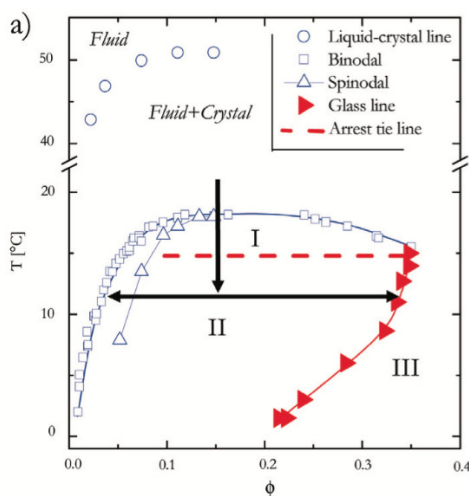 a)
Fluid
Liquid-crystal line
Binodal
Spinodal
Glass line
Arrest tie line
Fluid+Crystal
50
40
20
10
0
T [°C]
I
II
III
0.0 0.1 0.2 0.3 0.4
ϕ